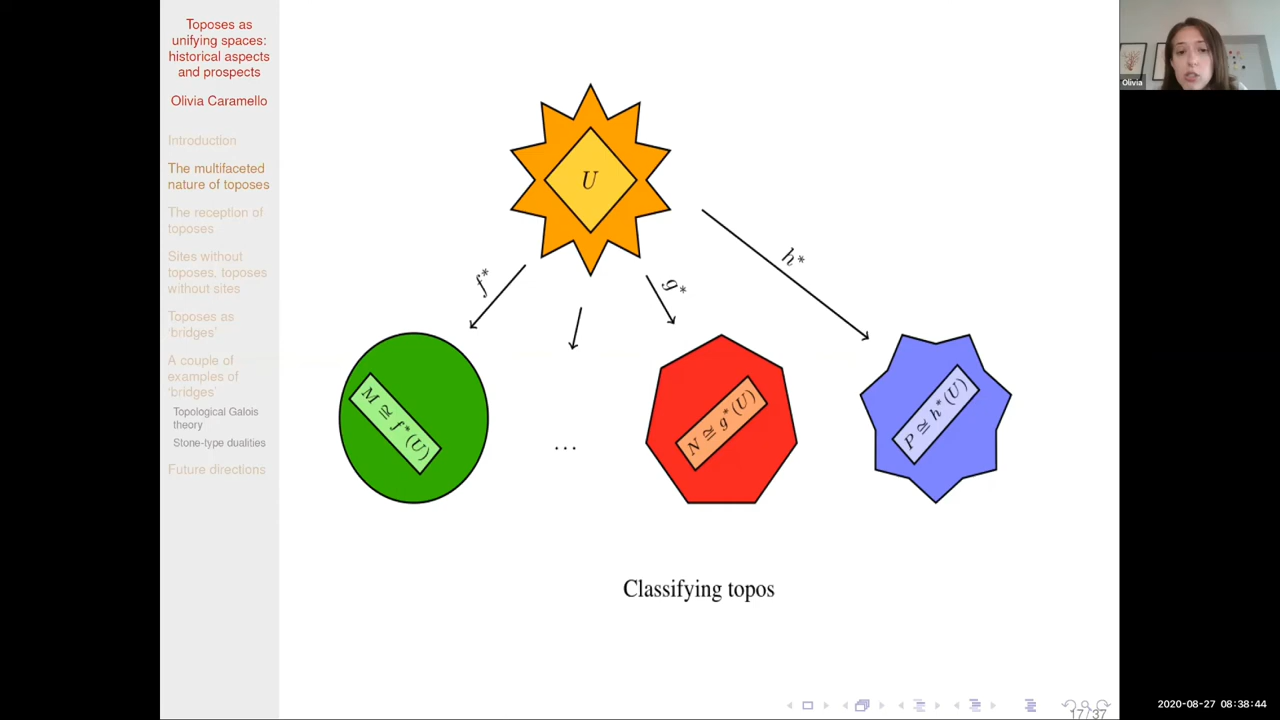 Toposes as
unifying spaces:
historical aspects
and prospects
Olivia Caramello
Introduction
The multifaceted
nature of toposes
The reception of
toposes
Sites without
toposes, toposes
without sites
Toposes as
'bridges'
A couple of
examples of
'bridges'
Topological Galois
theory
Stone-type dualities
Future directions
U
f*
g*
h*
M ≅ f*(U)
...
N ≅ g*(U)
P ≅ h*(U)
Classifying topos
17/37
Olivia
2020-08-27 08:38:44